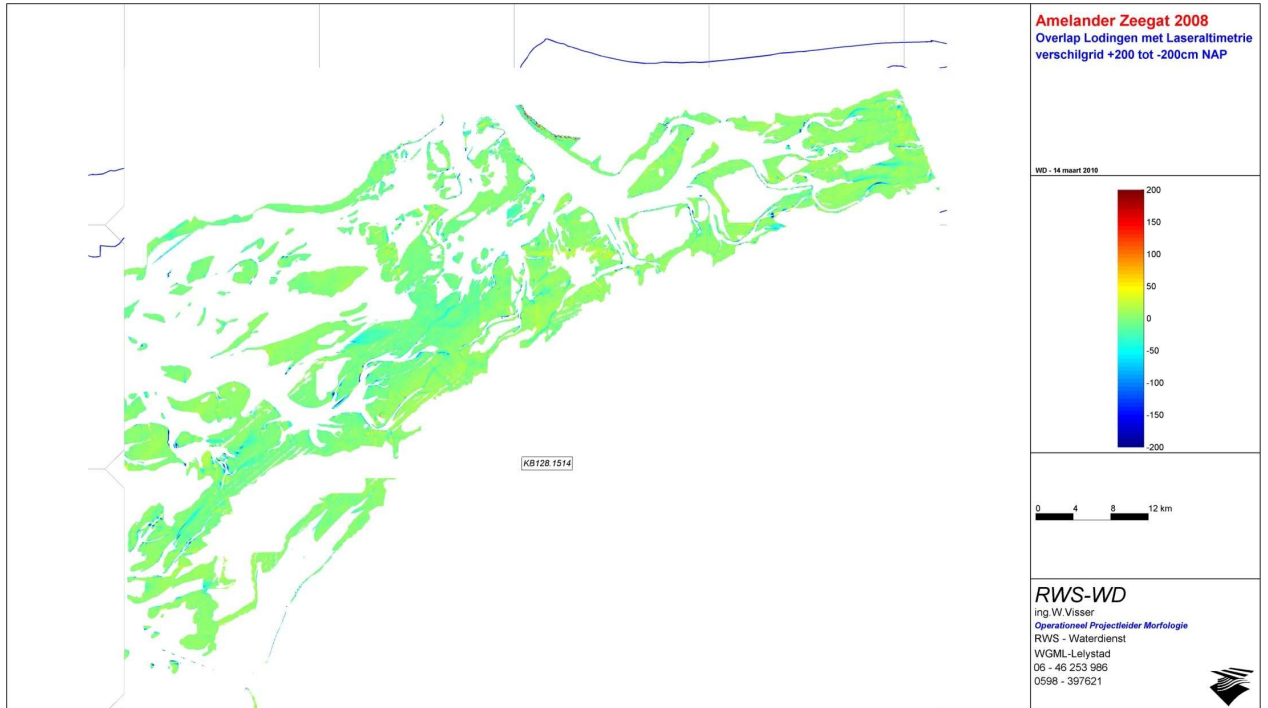 Amelander Zeegat 2008
Overlap Lodingen met Laseraltimetrie
verschilgrid +200 tot -200cm NAP
WD - 14 maart 2010
200
150
100
50
0
-50
-100
-150
-200
KB128.1514
0 4 8 12 km
RWS-WD
ing.W.Visser
Operationeel Projectleider Morfologie
RWS - Waterdienst
WGML-Lelystad
06 - 46 253 986
0598 - 397621